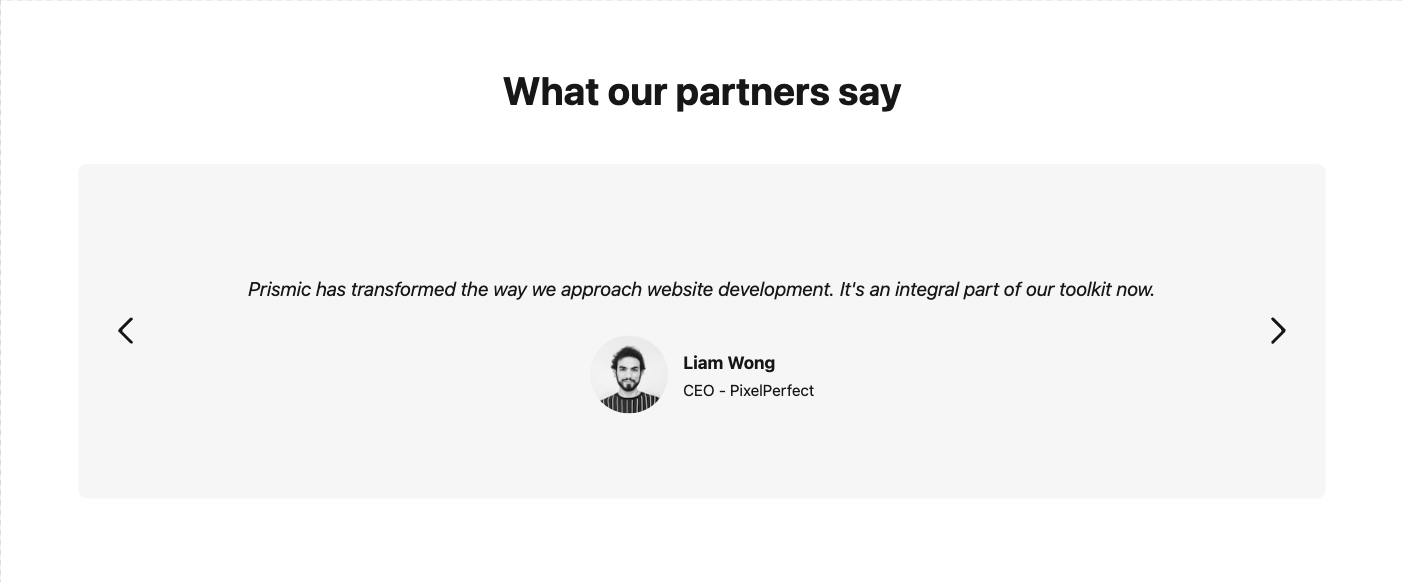 What our partners say
Prismic has transformed the way we approach website development. It's an integral part of our toolkit now.
Liam Wong
CEO - PixelPerfect